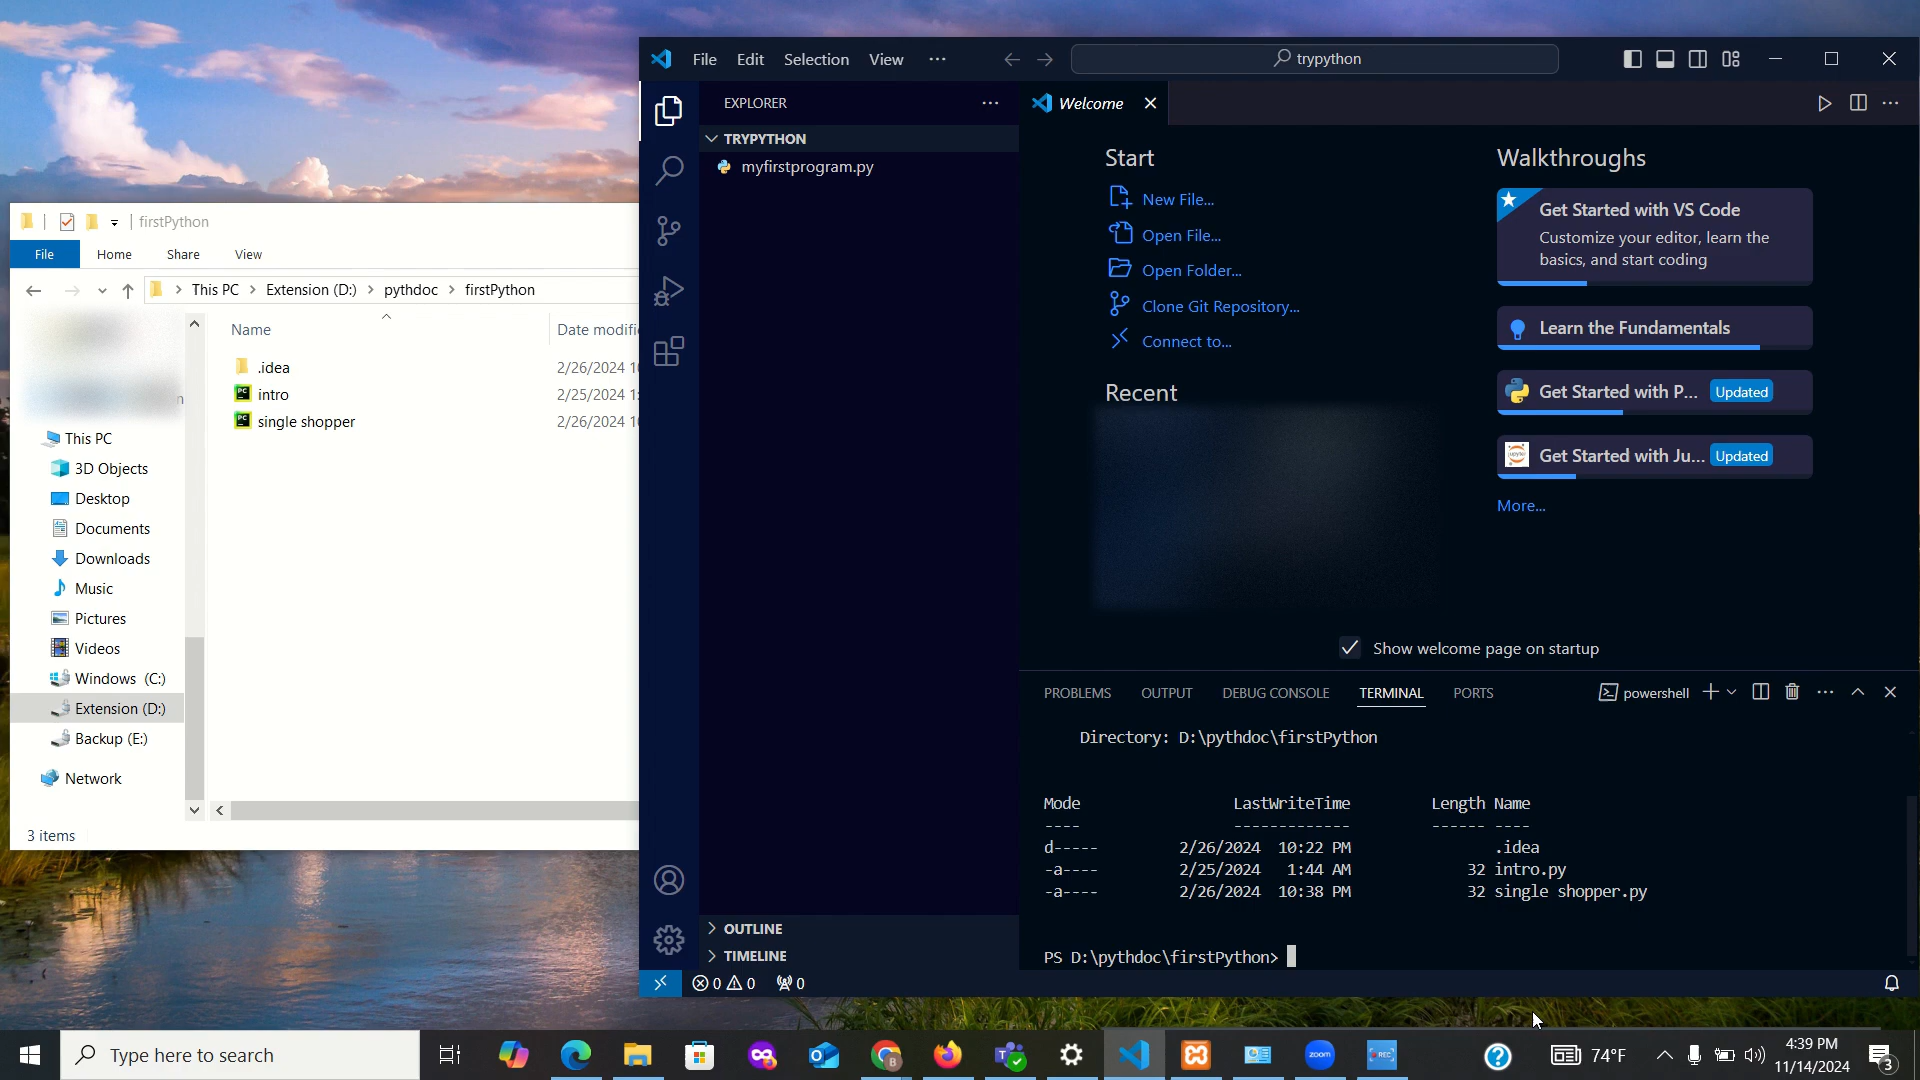 firstPython
File Home Share View
This PC > Extension (D:) > pythdoc > firstPython
Name Date modifi
.idea 2/26/2024 1
intro 2/25/2024 1:
single shopper 2/26/2024 1
This PC
3D Objects
Desktop
Documents
Downloads
Music
Pictures
Videos
Windows (C:)
Extension (D:)
Backup (E:)
Network
3 items
File Edit Selection View ···
trypython
EXPLORER ···
TRYPYTHON
myfirstprogram.py
OUTLINE
TIMELINE
Welcome
Start
New File...
Open File...
Open Folder...
Clone Git Repository...
Connect to...
Recent
Walkthroughs
Get Started with VS Code
Customize your editor, learn the
basics, and start coding
Learn the Fundamentals
Get Started with P... Updated
Get Started with Ju... Updated
More...
Show welcome page on startup
PROBLEMS OUTPUT DEBUG CONSOLE TERMINAL PORTS powershell
Directory: D:\pythdoc\firstPython
Mode LastWriteTime Length Name
---- ------------- ------ ----
d----- 2/26/2024 10:22 PM .idea
-a---- 2/25/2024 1:44 AM 32 intro.py
-a---- 2/26/2024 10:38 PM 32 single shopper.py
PS D:\pythdoc\firstPython>
0 0 0
Type here to search
zoom
REC
74°F
4:39 PM
11/14/2024
3